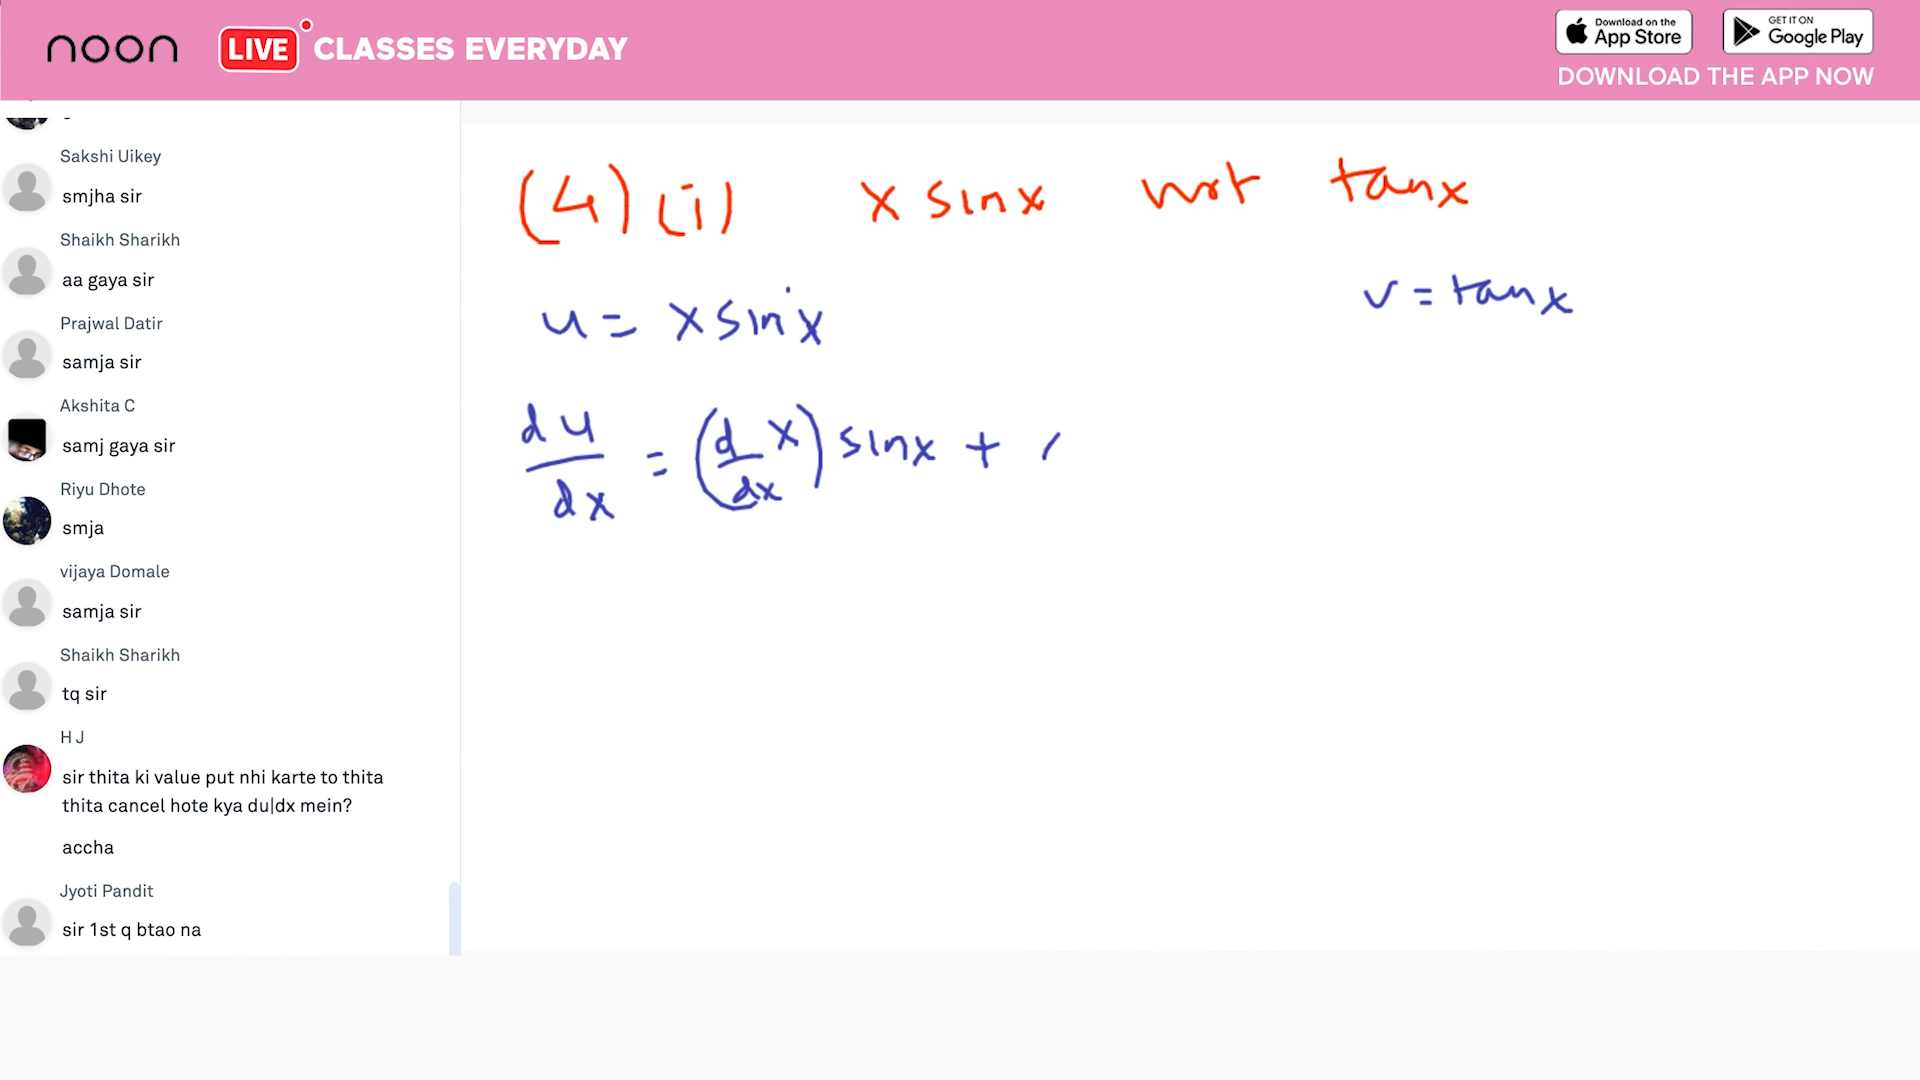 noon LIVE CLASSES EVERYDAY
Download on the App Store
GET IT ON Google Play
DOWNLOAD THE APP NOW
Sakshi Uikey
smjha sir
Shaikh Sharikh
aa gaya sir
Prajwal Datir
samja sir
Akshita C
samj gaya sir
Riyu Dhote
smja
vijaya Domale
samja sir
Shaikh Sharikh
tq sir
H J
sir thita ki value put nhi karte to thita
thita cancel hote kya du|dx mein?
accha
Jyoti Pandit
sir 1st q btao na
(4) (i) x sinx wrt tanx
u = x sinx v = tanx
du/dx = (d/dx x) sinx + (